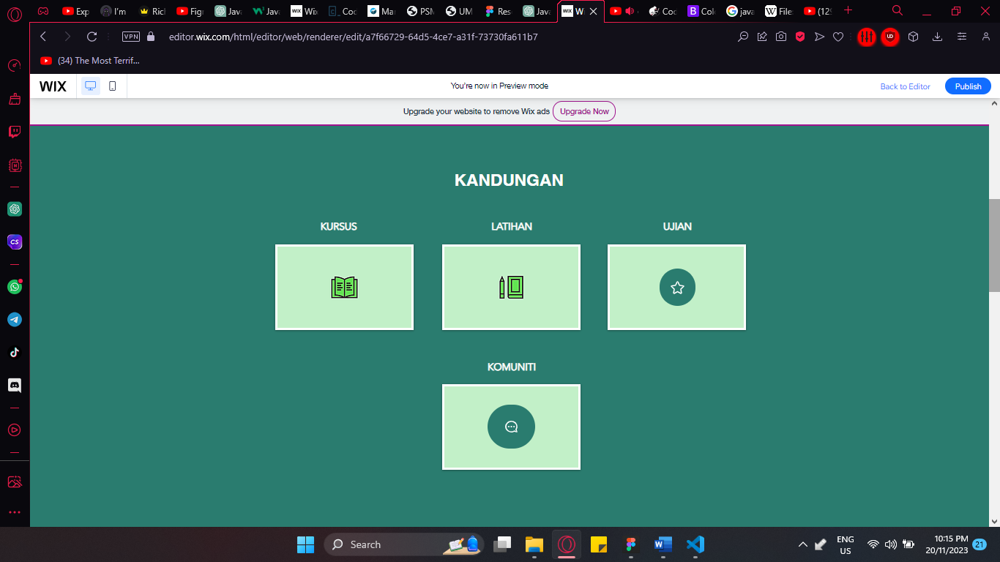 Exp
I'm
Rich
Figr
Java
Java
Wix
Coc
Mar
PSM
UM
Res
Java
W
Coc
Col
java
File:
(129
VPN
editor.wix.com/html/editor/web/renderer/edit/a7f66729-64d5-4ce7-a31f-73730fa611b7
(34) The Most Terrif...
WIX
You're now in Preview mode
Back to Editor
Publish
Upgrade your website to remove Wix ads
Upgrade Now
KANDUNGAN
KURSUS
LATIHAN
UJIAN
KOMUNITI
Search
ENG
US
10:15 PM
20/11/2023
21